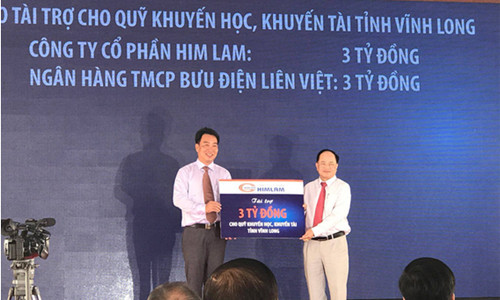 O TÀI TRỢ CHO QUỸ KHUYẾN HỌC, KHUYẾN TÀI TỈNH VĨNH LONG
CÔNG TY CỔ PHẦN HIM LAM: 3 TỶ ĐỒNG
NGÂN HÀNG TMCP BƯU ĐIỆN LIÊN VIỆT: 3 TỶ ĐỒNG
HIMLAM
Tài trợ
3 TỶ ĐỒNG
CHO QUỸ KHUYẾN HỌC, KHUYẾN TÀI
TỈNH VĨNH LONG